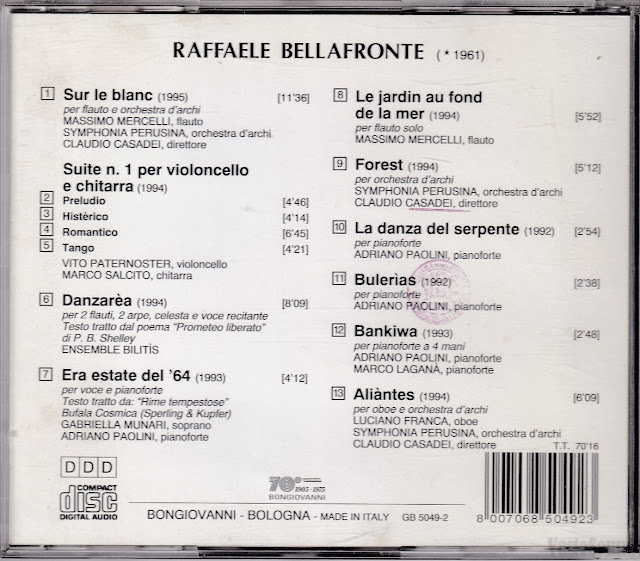 RAFFAELE BELLAFRONTE (*1961)
1 Sur le blanc (1995) [11'36]
per flauto e orchestra d'archi
MASSIMO MERCELLI, flauto
SYMPHONIA PERUSINA, orchestra d'archi
CLAUDIO CASADEI, direttore
Suite n. 1 per violoncello
e chitarra (1994)
2 Preludio [4'46]
3 Histèrico [4'14]
4 Romantico [6'45]
5 Tango [4'21]
VITO PATERNOSTER, violoncello
MARCO SALCITO, chitarra
6 Danzarèa (1994) [8'09]
per 2 flauti, 2 arpe, celesta e voce recitante
Testo tratto dal poema "Prometeo liberato"
di P. B. Shelley
ENSEMBLE BILITÌS
7 Era estate del '64 (1993) [4'12]
per voce e pianoforte
Testo tratto da: "Rime tempestose"
Bufala Cosmica (Sperling & Kupfer)
GABRIELLA MUNARI, soprano
ADRIANO PAOLINI, pianoforte
8 Le jardin au fond
de la mer (1994) [5'52]
per flauto solo
MASSIMO MERCELLI, flauto
9 Forest (1994) [5'12]
per orchestra d'archi
SYMPHONIA PERUSINA, orchestra d'archi
CLAUDIO CASADEI, direttore
10 La danza del serpente (1992) [2'54]
per pianoforte
ADRIANO PAOLINI, pianoforte
11 Bulerìas (1992) [2'38]
per pianoforte
ADRIANO PAOLINI, pianoforte
12 Bankiwa (1993) [2'48]
per pianoforte a 4 mani
ADRIANO PAOLINI, pianoforte
MARCO LAGANÀ, pianoforte
13 Aliàntes (1994) [6'09]
per oboe e orchestra d'archi
LUCIANO FRANCA, oboe
SYMPHONIA PERUSINA, orchestra d'archi
CLAUDIO CASADEI, direttore
T.T. 70'16
DDD
COMPACT
disc
DIGITAL AUDIO
70°
1905-1975
BONGIOVANNI
BONGIOVANNI - BOLOGNA - MADE IN ITALY GB 5049-2
8 007068 504923